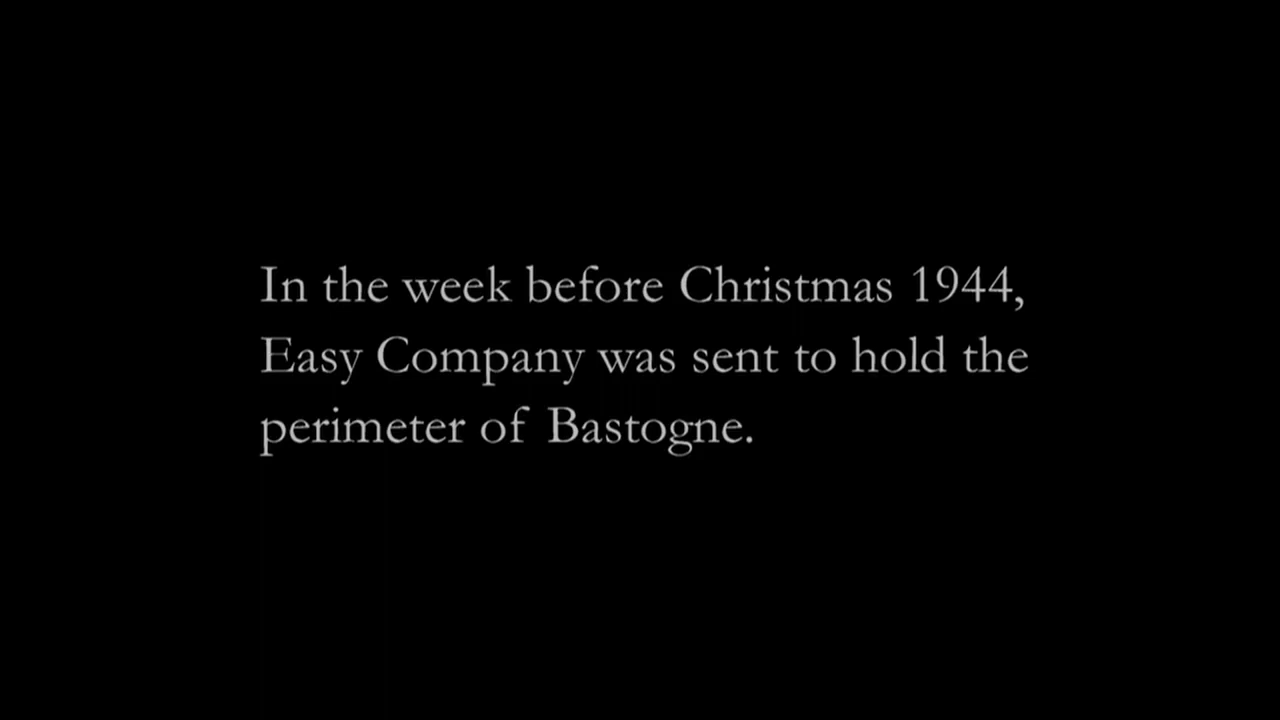 In the week before Christmas 1944,
Easy Company was sent to hold the
perimeter of Bastogne.